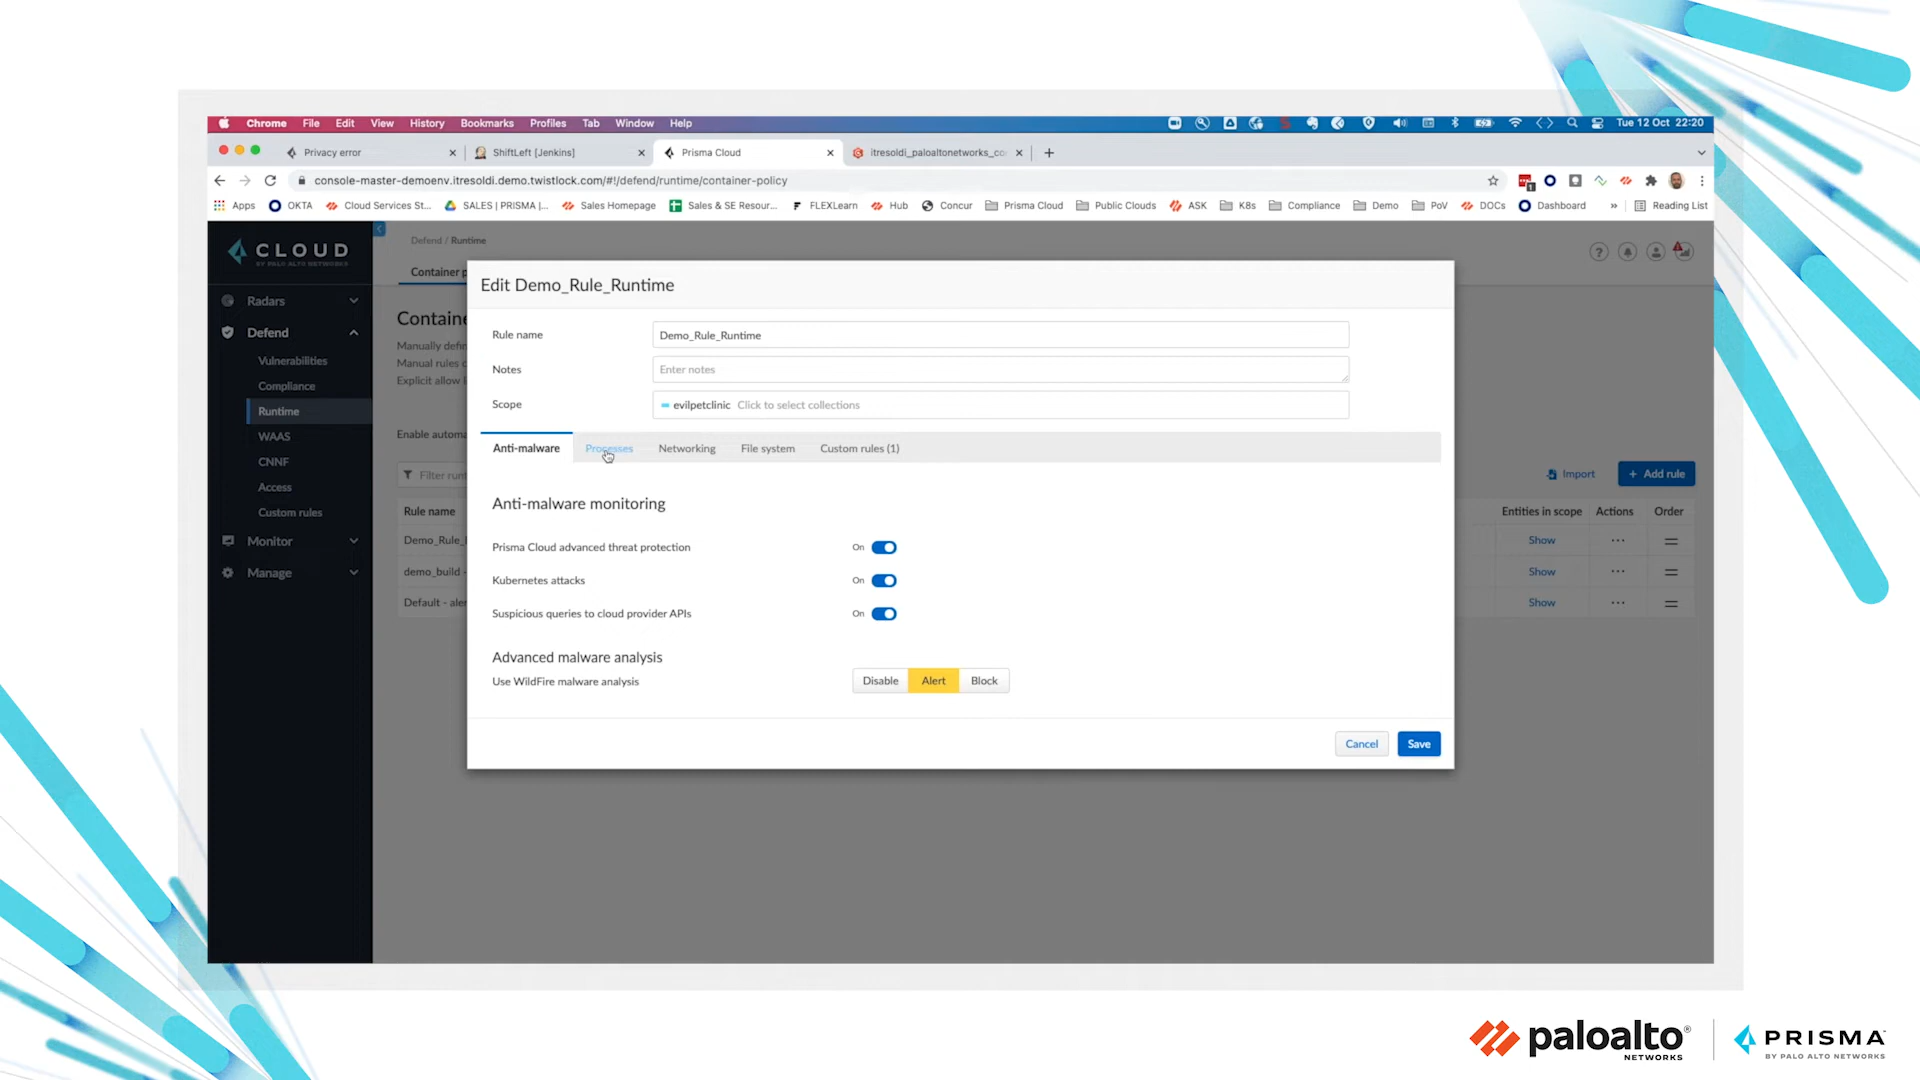 Chrome File Edit View History Bookmarks Profiles Tab Window Help Tue 12 Oct 22:20
Privacy error ShiftLeft [Jenkins] Prisma Cloud itresoldi_paloaltonetworks_co
console-master-demoenv.itresoldi.demo.twistlock.com/#!/defend/runtime/container-policy
Apps OKTA Cloud Services St... SALES | PRISMA |... Sales Homepage Sales & SE Resour... FLEXLearn Hub Concur Prisma Cloud Public Clouds ASK K8s Compliance Demo PoV DOCs Dashboard » Reading List
CLOUD
BY PALO ALTO NETWORKS
Radars
Defend
Vulnerabilities
Compliance
Runtime
WAAS
CNNF
Access
Custom rules
Monitor
Manage
Defend / Runtime
Container p
Containe
Manually defi
Manual rules
Explicit allow
Enable automa
Filter runt
Import + Add rule
Rule name Entities in scope Actions Order
Demo_Rule_ Show
demo_build - Show
Default - aler Show
Edit Demo_Rule_Runtime
Rule name Demo_Rule_Runtime
Notes Enter notes
Scope evilpetclinic Click to select collections
Anti-malware Processes Networking File system Custom rules (1)
Anti-malware monitoring
Prisma Cloud advanced threat protection On
Kubernetes attacks On
Suspicious queries to cloud provider APIs On
Advanced malware analysis
Use WildFire malware analysis Disable Alert Block
Cancel Save
paloalto®
NETWORKS
PRISMA
BY PALO ALTO NETWORKS